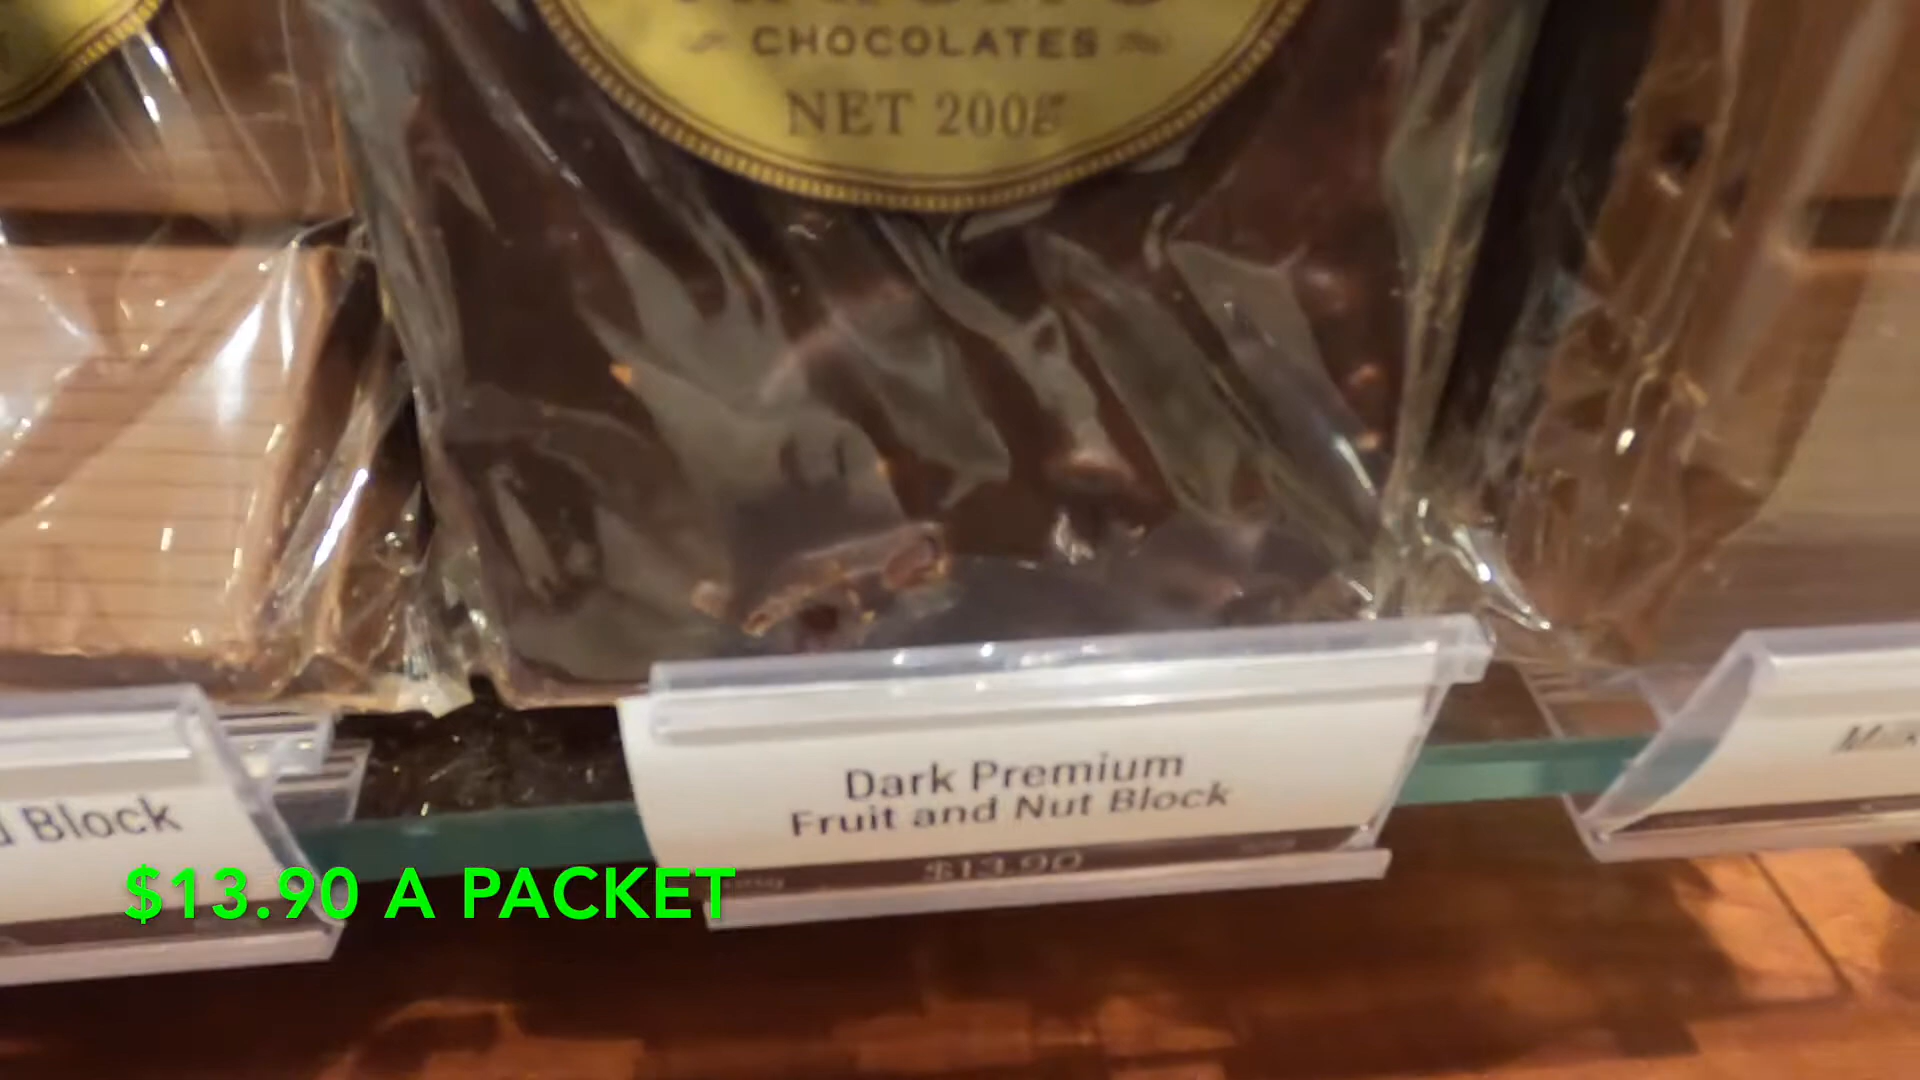 CHOCOLATES
NET 200g
Dark Premium
Fruit and Nut Block
$13.90
Block
$13.90 A PACKET